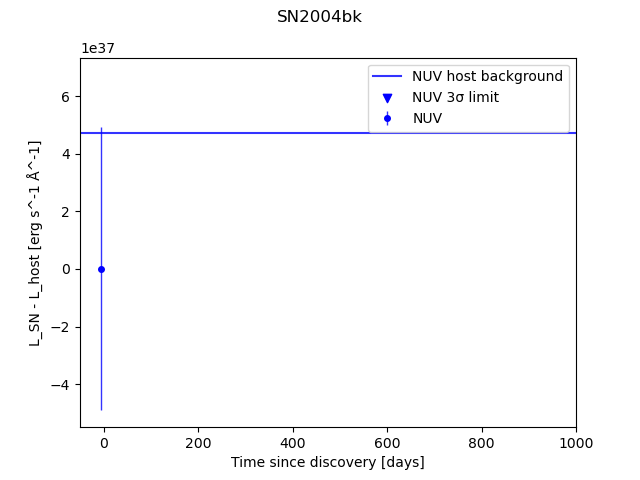 SN2004bk
1e37
NUV host background
NUV 3σ limit
NUV
6
4
2
0
−2
−4
L_SN - L_host [erg s^-1 Å^-1]
0
200
400
600
800
1000
Time since discovery [days]